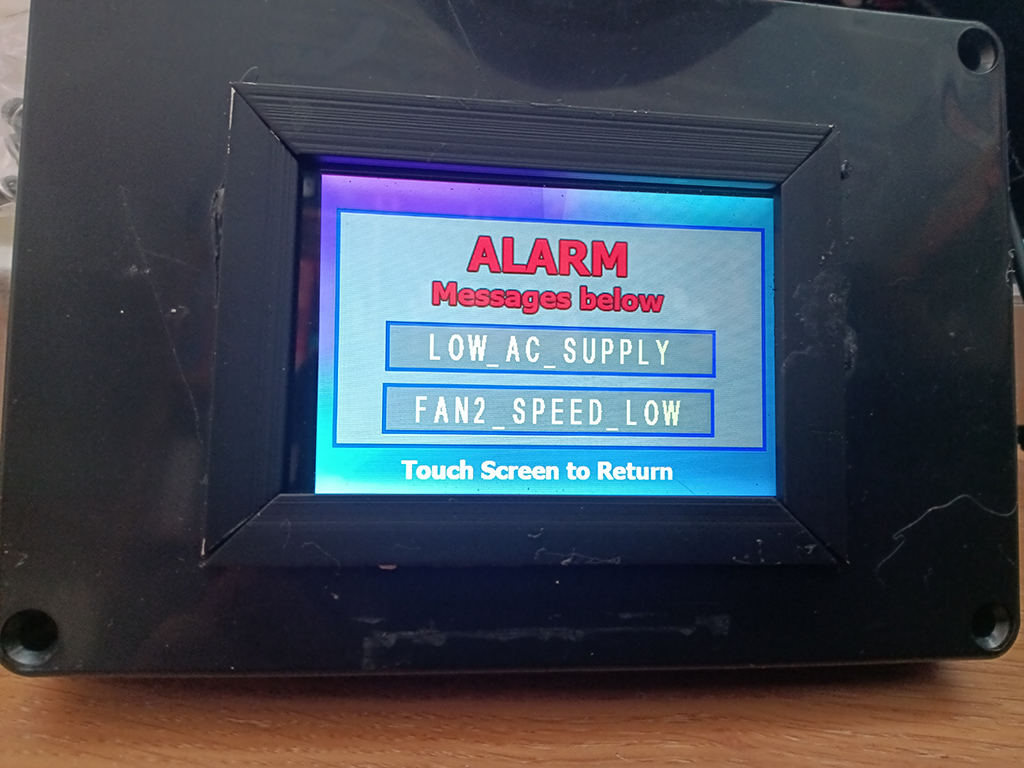 ALARM
Messages below
LOW_AC_SUPPLY
FAN2_SPEED_LOW
Touch Screen to Return